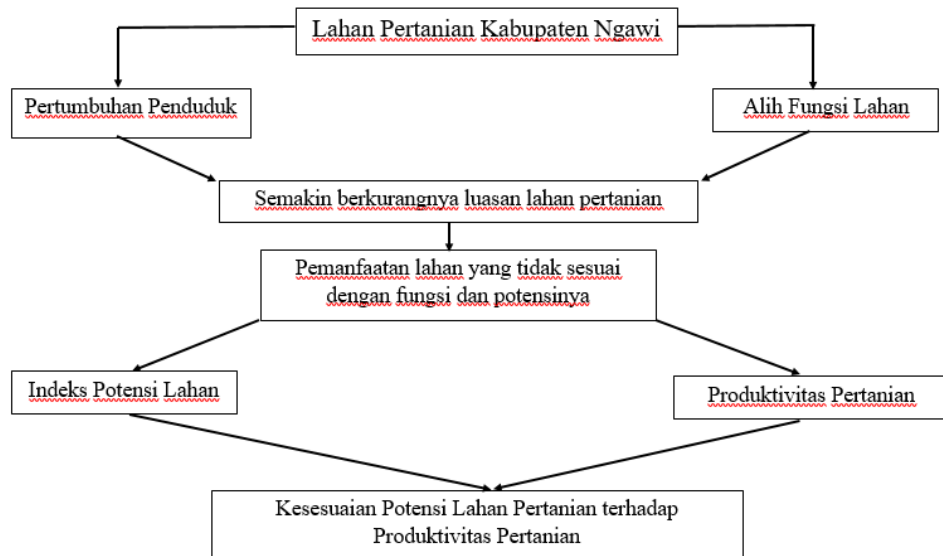 Lahan Pertanian Kabupaten Ngawi
Pertumbuhan Penduduk
Alih Fungsi Lahan
Semakin berkurangnya luasan lahan pertanian
Pemanfaatan lahan yang tidak sesuai
dengan fungsi dan potensinya
Indeks Potensi Lahan
Produktivitas Pertanian
Kesesuaian Potensi Lahan Pertanian terhadap
Produktivitas Pertanian